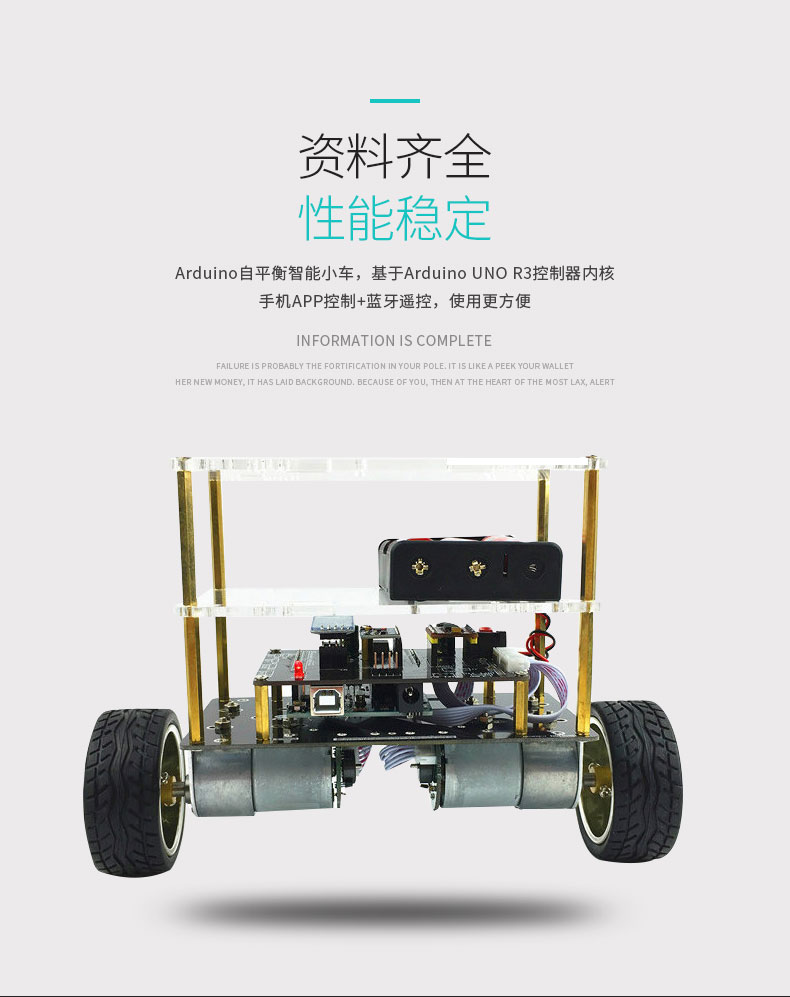 资料齐全
性能稳定
Arduino自平衡智能小车，基于Arduino UNO R3控制器内核
手机APP控制+蓝牙遥控，使用更方便
INFORMATION IS COMPLETE
FAILURE IS PROBABLY THE FORTIFICATION IN YOUR POLE. IT IS LIKE A PEEK YOUR WALLET
HER NEW MONEY, IT HAS LAID BACKGROUND. BECAUSE OF YOU, THEN AT THE HEART OF THE MOST LAX, ALERT